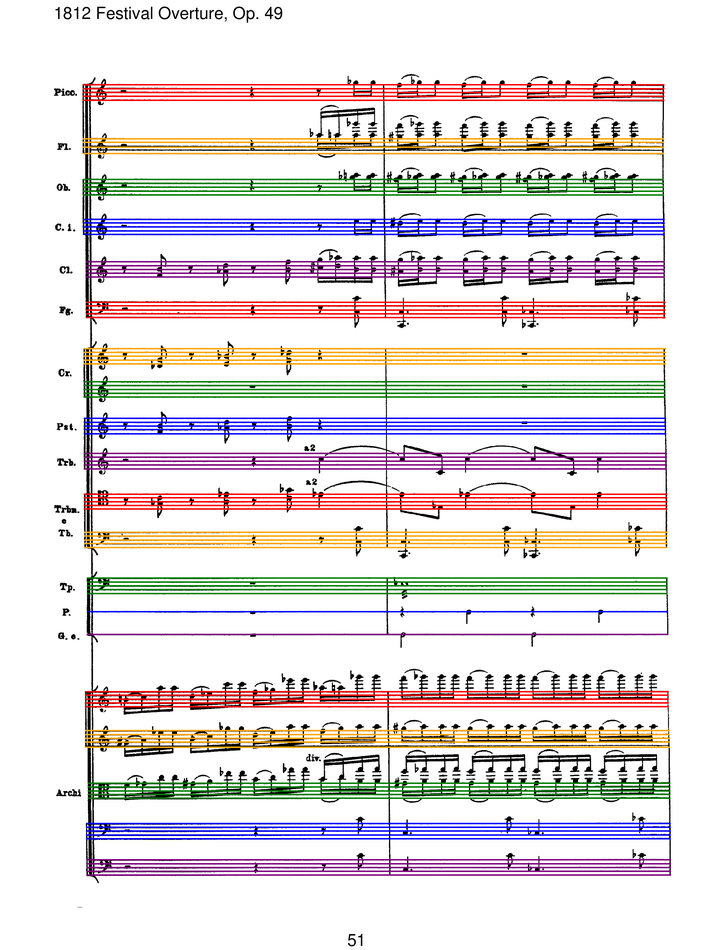 1812 Festival Overture, Op. 49
Picc.
Fl.
Ob.
C. i.
Cl.
Fg.
Cr.
Pst.
a2
Trb.
a2
Trbn.
e
Tb.
Tp.
P.
G. c.
div.
Archi
51